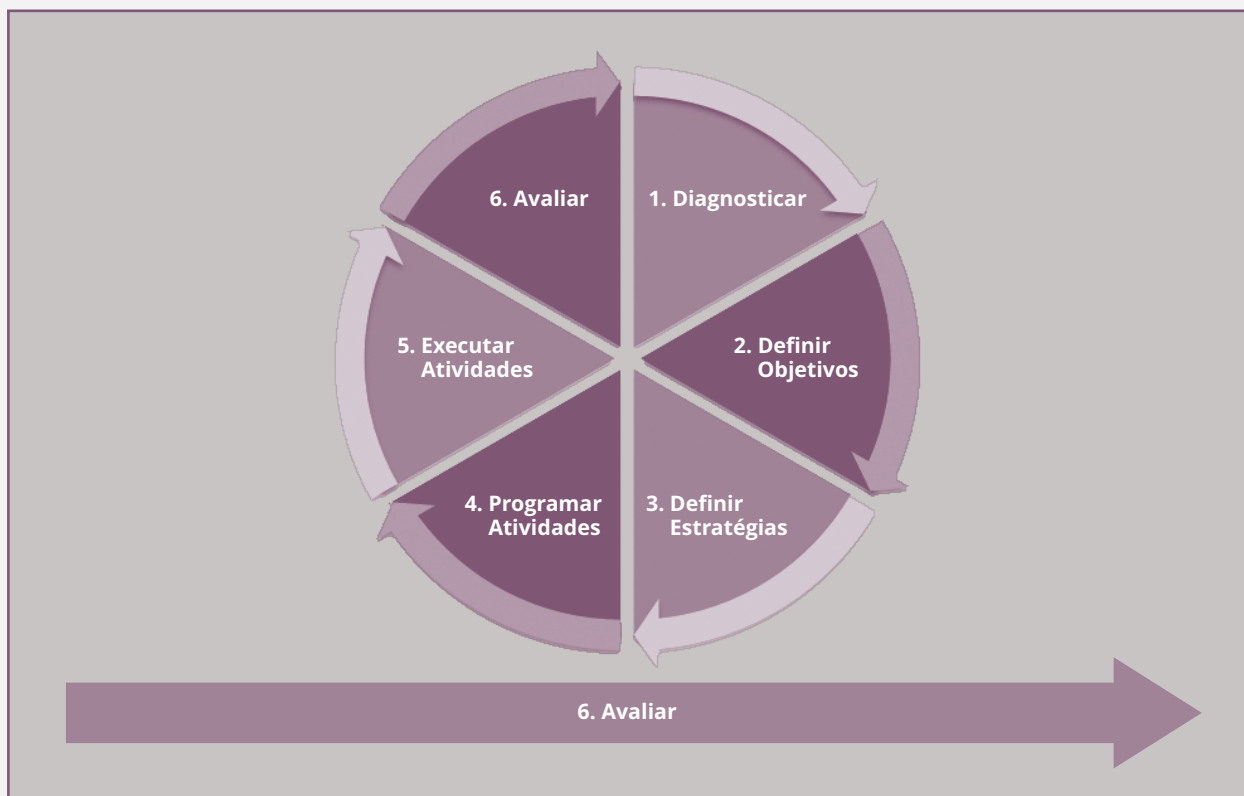 6. Avaliar
1. Diagnosticar
5. Executar
Atividades
2. Definir
Objetivos
4. Programar
Atividades
3. Definir
Estratégias
6. Avaliar